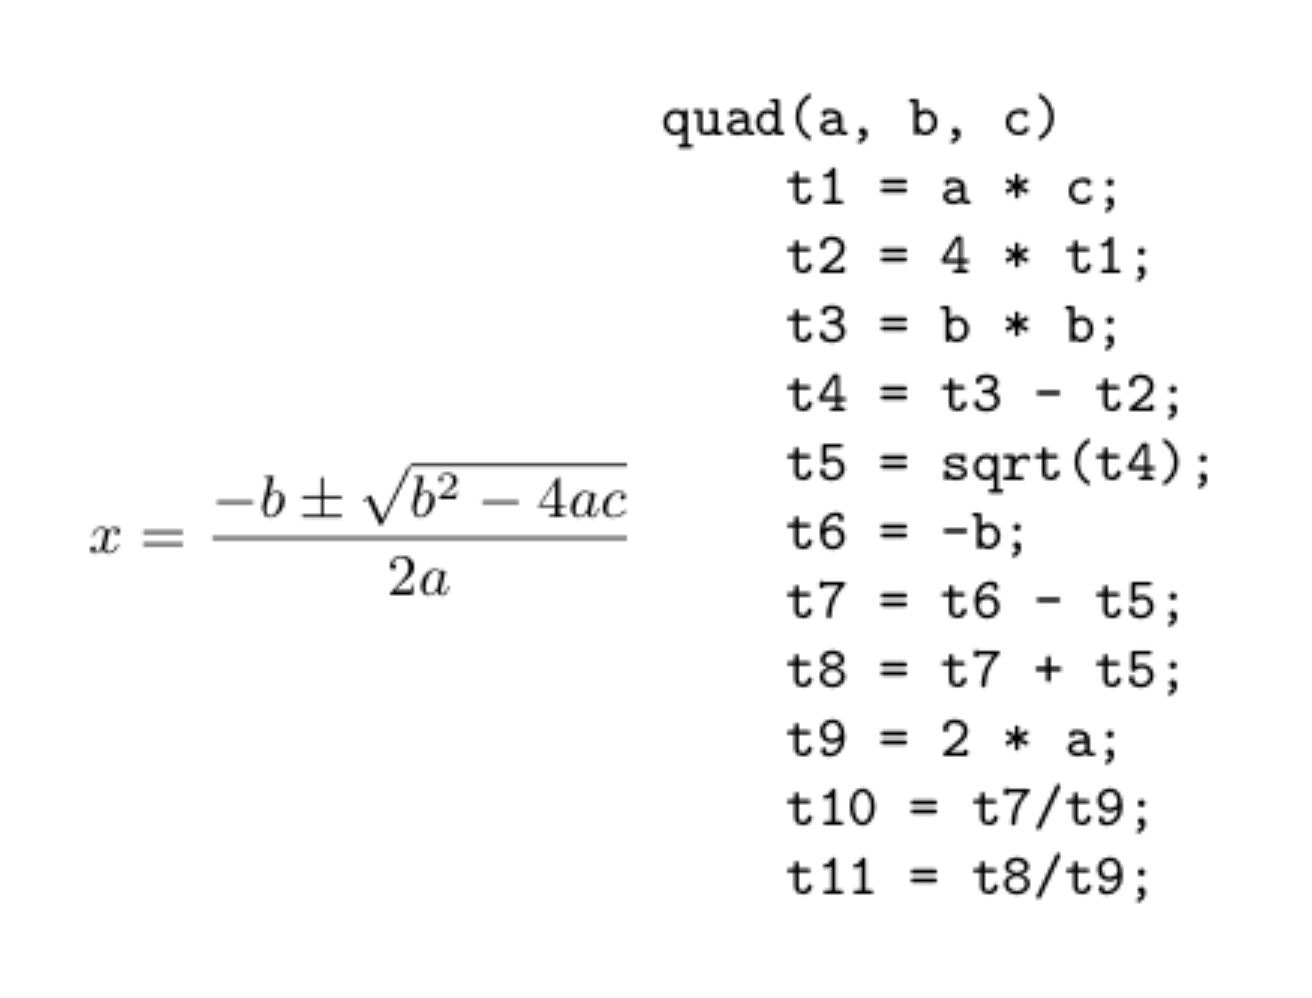 x = \frac{-b \pm \sqrt{b^2 - 4ac}}{2a}
quad(a, b, c)
t1 = a * c;
t2 = 4 * t1;
t3 = b * b;
t4 = t3 - t2;
t5 = sqrt(t4);
t6 = -b;
t7 = t6 - t5;
t8 = t7 + t5;
t9 = 2 * a;
t10 = t7/t9;
t11 = t8/t9;